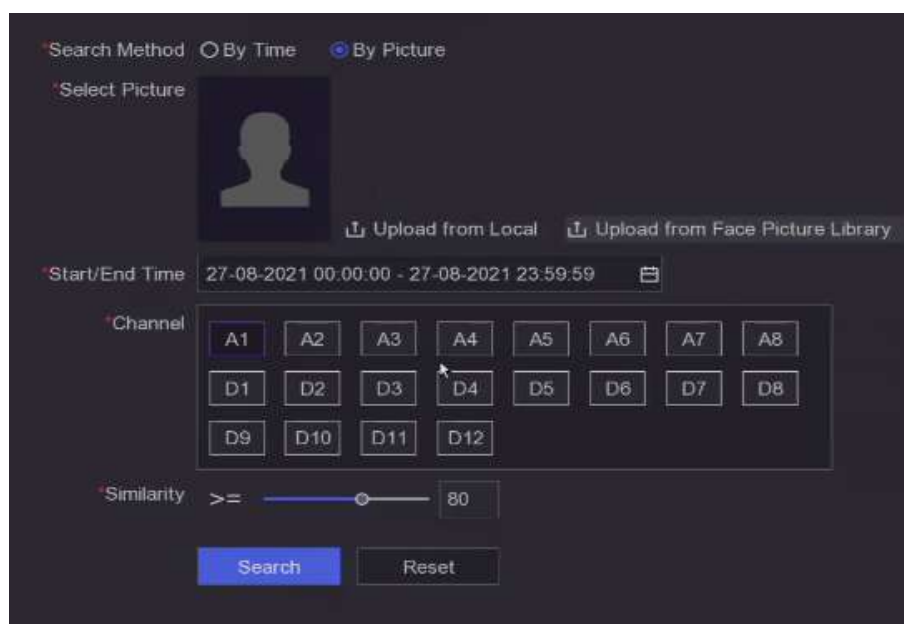 *Search Method By Time By Picture
*Select Picture
Upload from Local Upload from Face Picture Library
*Start/End Time 27-08-2021 00:00:00 - 27-08-2021 23:59:59
*Channel
A1 A2 A3 A4 A5 A6 A7 A8
D1 D2 D3 D4 D5 D6 D7 D8
D9 D10 D11 D12
*Similarity >= 80
Search Reset